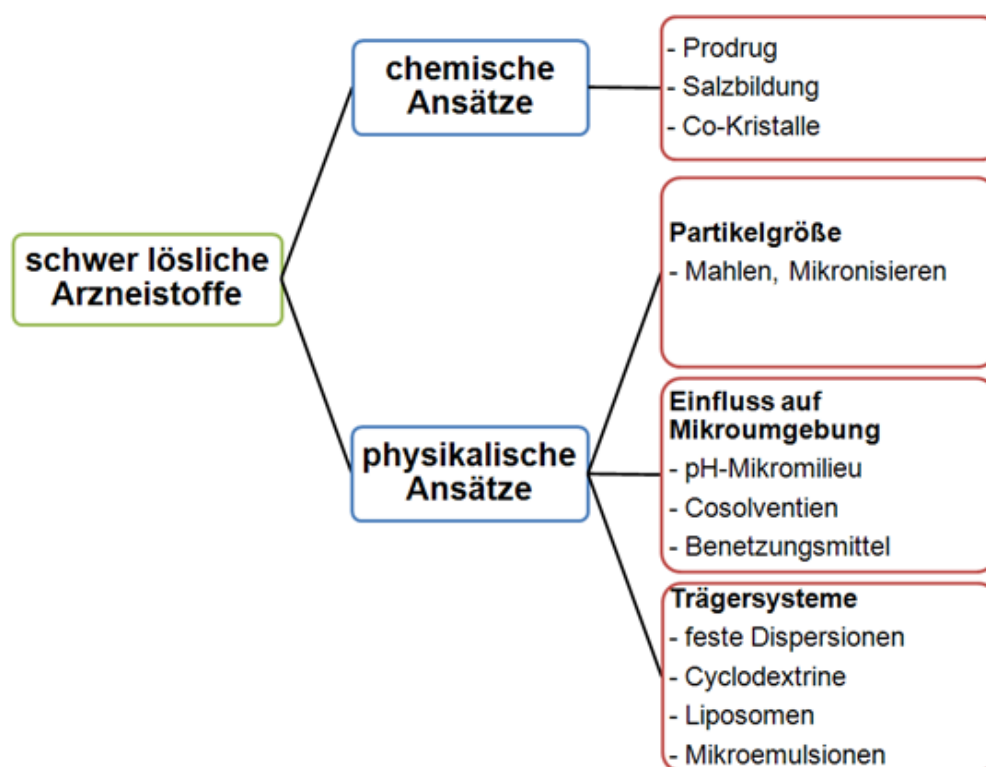 schwer lösliche
Arzneistoffe
chemische
Ansätze
- Prodrug
- Salzbildung
- Co-Kristalle
physikalische
Ansätze
Partikelgröße
- Mahlen, Mikronisieren
Einfluss auf
Mikroumgebung
- pH-Mikromilieu
- Cosolventien
- Benetzungsmittel
Trägersysteme
- feste Dispersionen
- Cyclodextrine
- Liposomen
- Mikroemulsionen